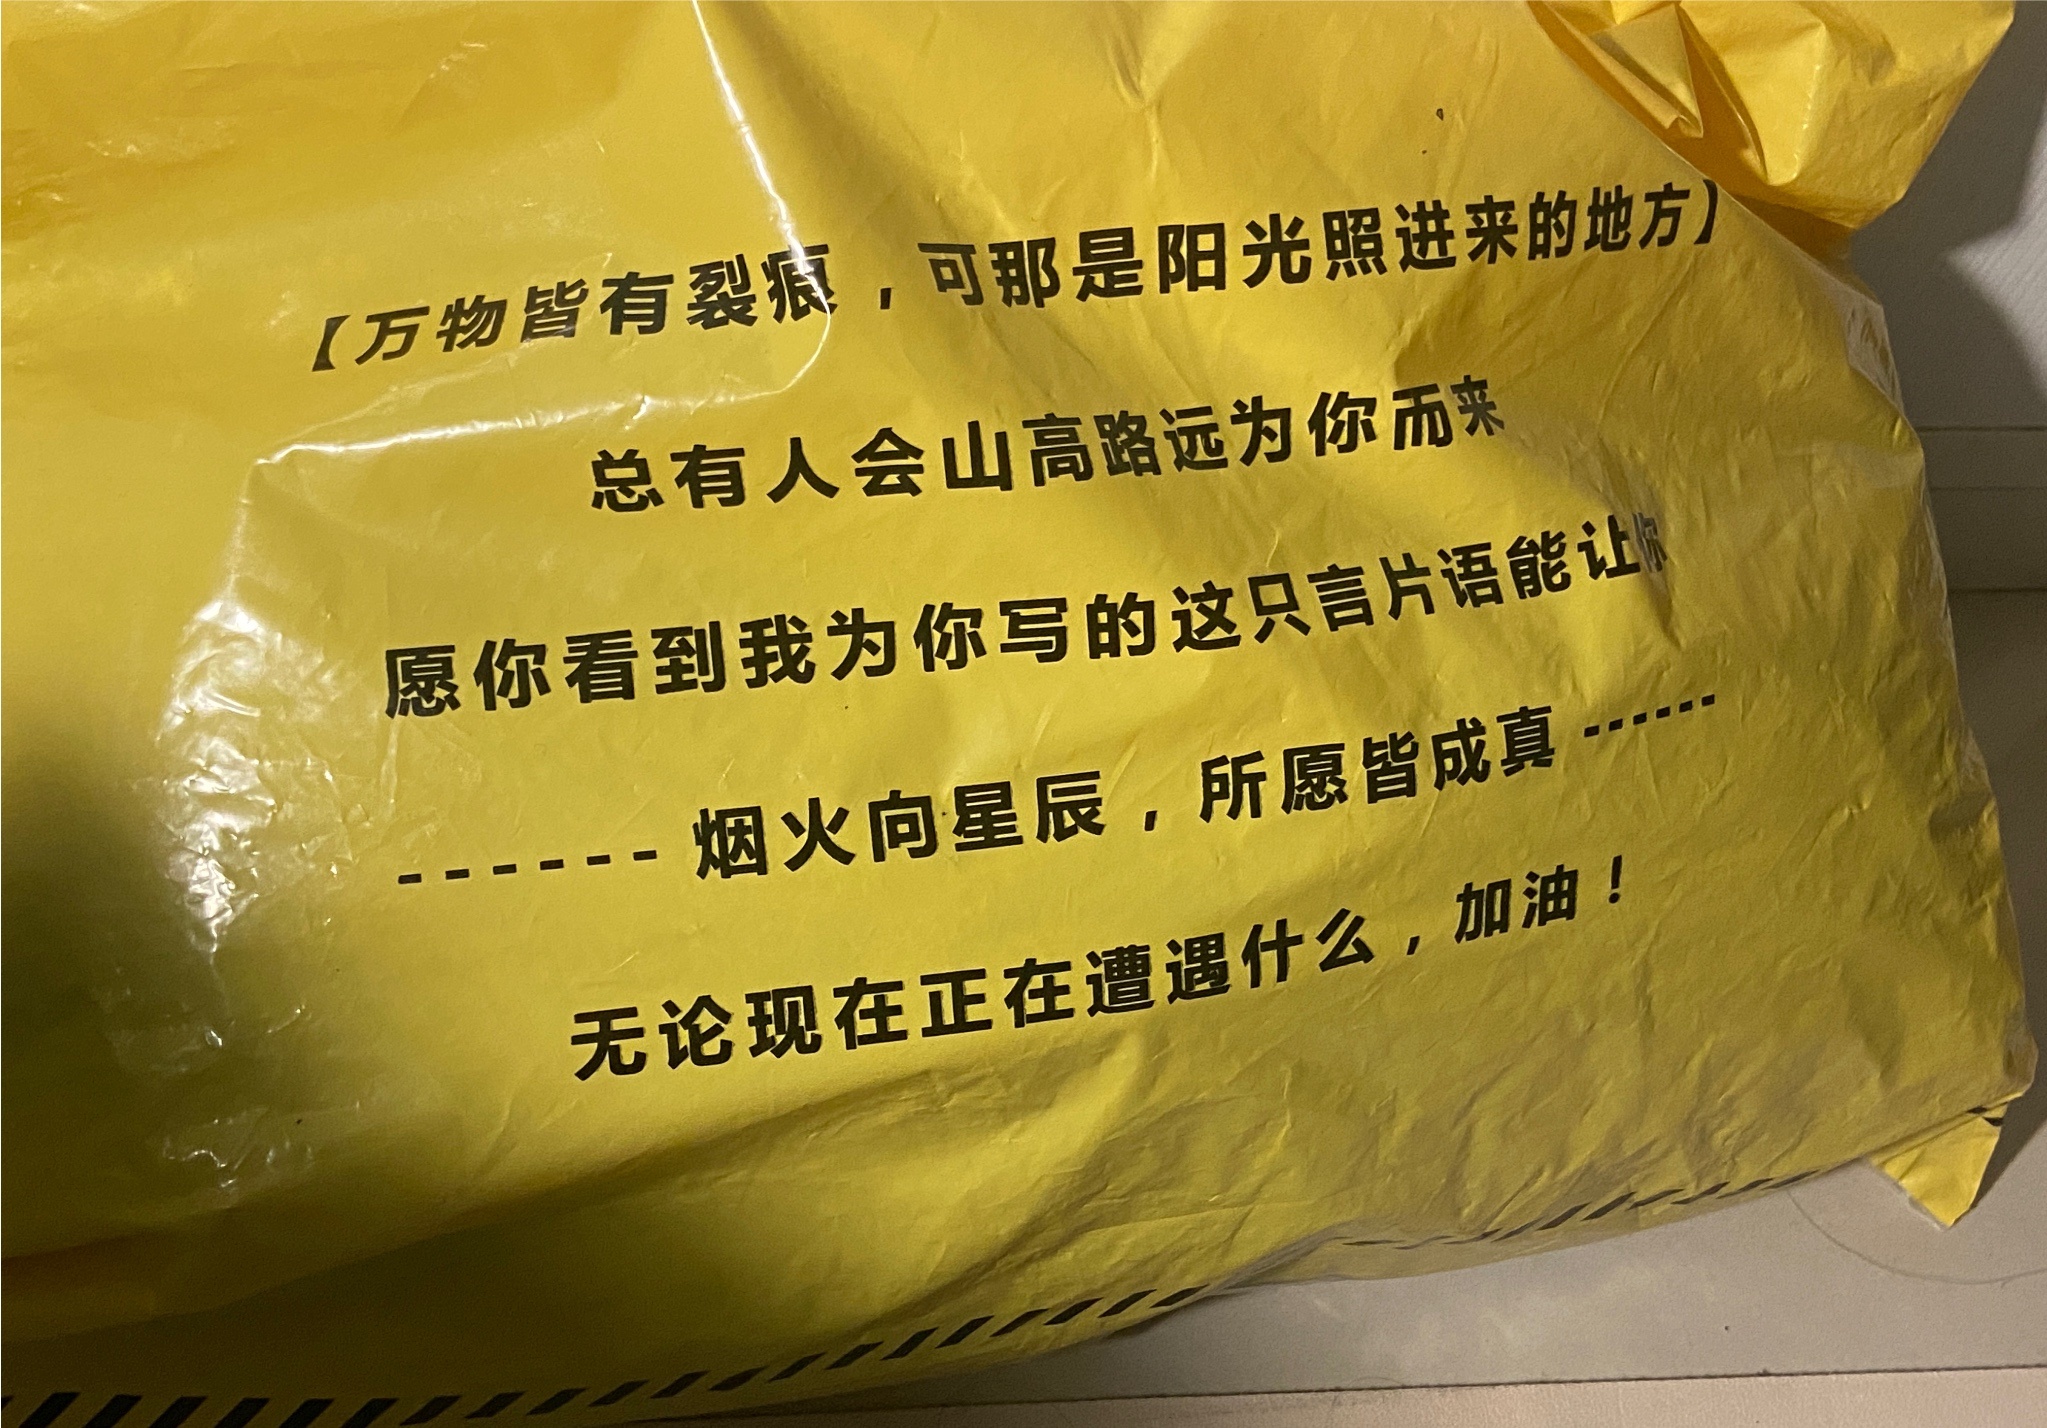 【万物皆有裂痕，可那是阳光照进来的地方】
总有人会山高路远为你而来
愿你看到我为你写的这只言片语能让你
------烟火向星辰，所愿皆成真------
无论现在正在遭遇什么，加油！